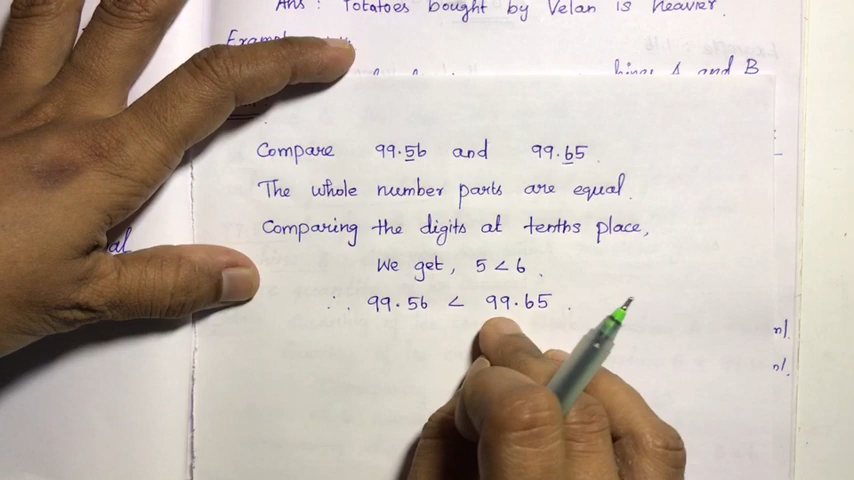 Ans : Potatoes bought by Velan is heavier.
Compare 99.56 and 99.65.
The whole number parts are equal.
Comparing the digits at tenths place,
We get, 5 < 6.
∴ 99.56 < 99.65.